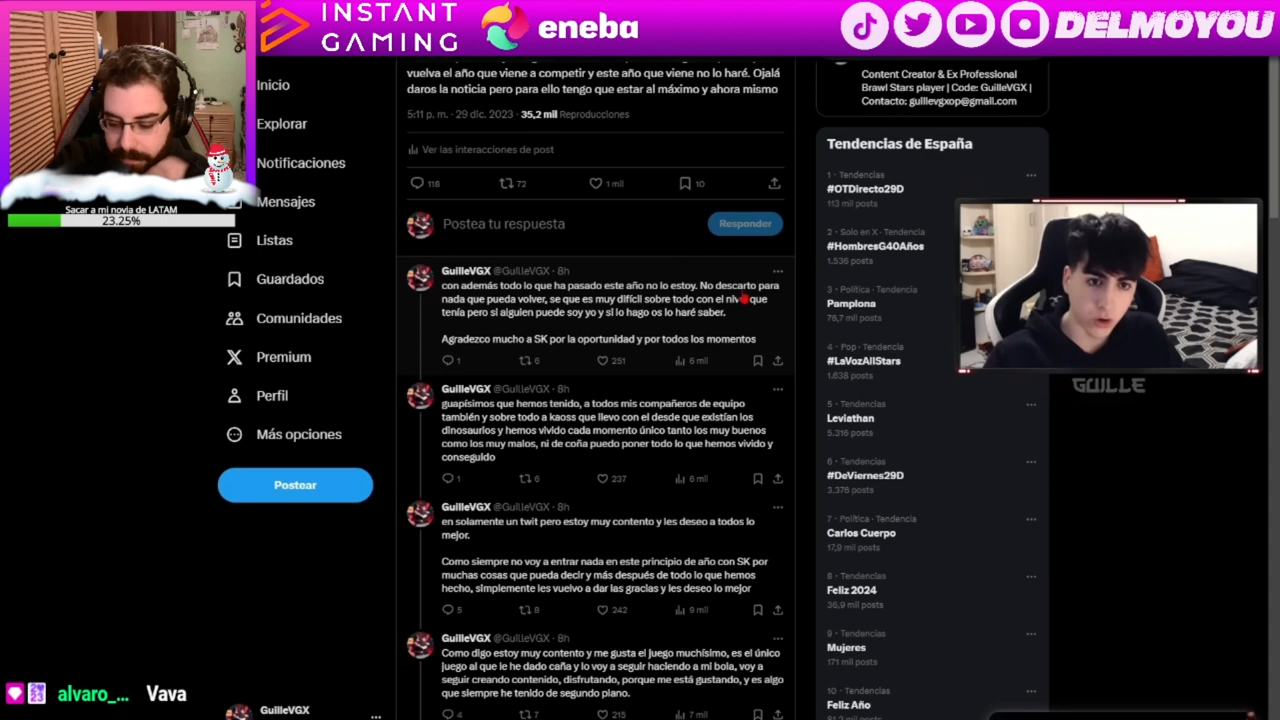 INSTANT
GAMING
eneba
DELMOYOU
Sacar a mi novia de LATAM
23.25%
Inicio
Explorar
Notificaciones
Mensajes
Listas
Guardados
Comunidades
Premium
Perfil
Más opciones
Postear
GuilleVGX
alvaro_... Vava
vuelva el año que viene a competir y este año que viene no lo haré. Ojalá
daros la noticia pero para ello tengo que estar al máximo y ahora mismo
5:11 p. m. · 29 dic. 2023 · 35,2 mil Reproducciones
Ver las interacciones de post
118 72 1 mil 10
Postea tu respuesta
Responder
GuilleVGX @GuilleVGX · 8h
con además todo lo que ha pasado este año no lo estoy. No descarto para
nada que pueda volver, se que es muy difícil sobre todo con el que
tenía pero si alguien puede soy yo y si lo hago os lo haré saber.
Agradezco mucho a SK por la oportunidad y por todos los momentos
1 6 251 6 mil
GuilleVGX @GuilleVGX · 8h
guapísimos que hemos tenido, a todos mis compañeros de equipo
también y sobre todo a kaoss que llevo con el desde que existían los
dinosaurios y hemos vivido cada momento único tanto los muy buenos
como los muy malos, ni de coña puedo poner todo lo que hemos vivido y
conseguido
1 6 237 6 mil
GuilleVGX @GuilleVGX · 8h
en solamente un twit pero estoy muy contento y les deseo a todos lo
mejor.
Como siempre no voy a entrar nada en este principio de año con SK por
muchas cosas que pueda decir y más después de todo lo que hemos
hecho, simplemente les vuelvo a dar las gracias y les deseo lo mejor
5 8 242 9 mil
GuilleVGX @GuilleVGX · 8h
Como digo estoy muy contento y me gusta el juego muchísimo, es el único
juego al que le he dado caña y lo voy a seguir haciendo a mi bola, voy a
seguir creando contenido, disfrutando, porque me está gustando, y es algo
que siempre he tenido de segundo plano.
4 7 215 7 mil
Content Creator & Ex Professional
Brawl Stars player | Code: GuilleVGX |
Contacto: guillevgxop@gmail.com
Tendencias de España
1 · Tendencias
#OTDirecto29D
113 mil posts
2 · Solo en X · Tendencia
#HombresG40Años
1.536 posts
3 · Política · Tendencia
Pamplona
76,7 mil posts
4 · Pop · Tendencia
#LaVozAllStars
1.638 posts
5 · Tendencias
Leviathan
5.316 posts
6 · Tendencias
#DeViernes29D
3.376 posts
7 · Política · Tendencia
Carlos Cuerpo
17,9 mil posts
8 · Tendencias
Feliz 2024
36,9 mil posts
9 · Tendencias
Mujeres
171 mil posts
10 · Tendencias
Feliz Año
GUILLE